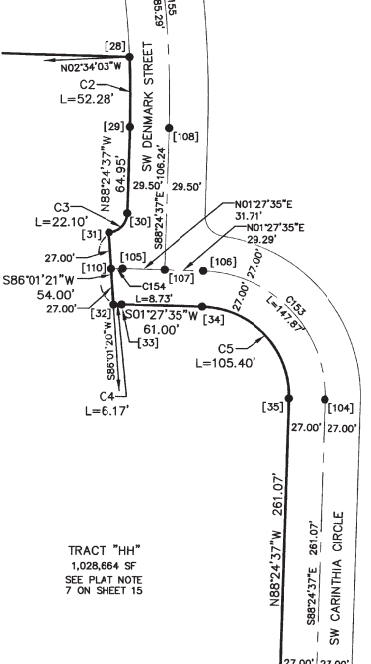 155
85.29'
[28]
N02°34'03"W
C2
L=52.28'
SW DENMARK STREET
[29]
[108]
N88°24'37"W
64.95'
S88°24'37"E 106.24'
29.50'
29.50'
C3
L=22.10'
[30]
[31]
N01°27'35"E
31.71'
N01°27'35"E
29.29'
27.00'
[110]
[105]
[107]
[106]
27.00'
S86°01'21"W
54.00'
C154
L=8.73'
27.00'
C153
L=147.87'
27.00'
[32]
S01°27'35"W
61.00'
[33]
[34]
S86°01'20"W
C4
L=6.17'
C5
L=105.40'
[35]
[104]
27.00'
27.00'
N88°24'37"W 261.07'
S88°24'37"E 261.07'
SW CARINTHIA CIRCLE
TRACT "HH"
1,028,664 SF
SEE PLAT NOTE
7 ON SHEET 15
27.00'
27.00'